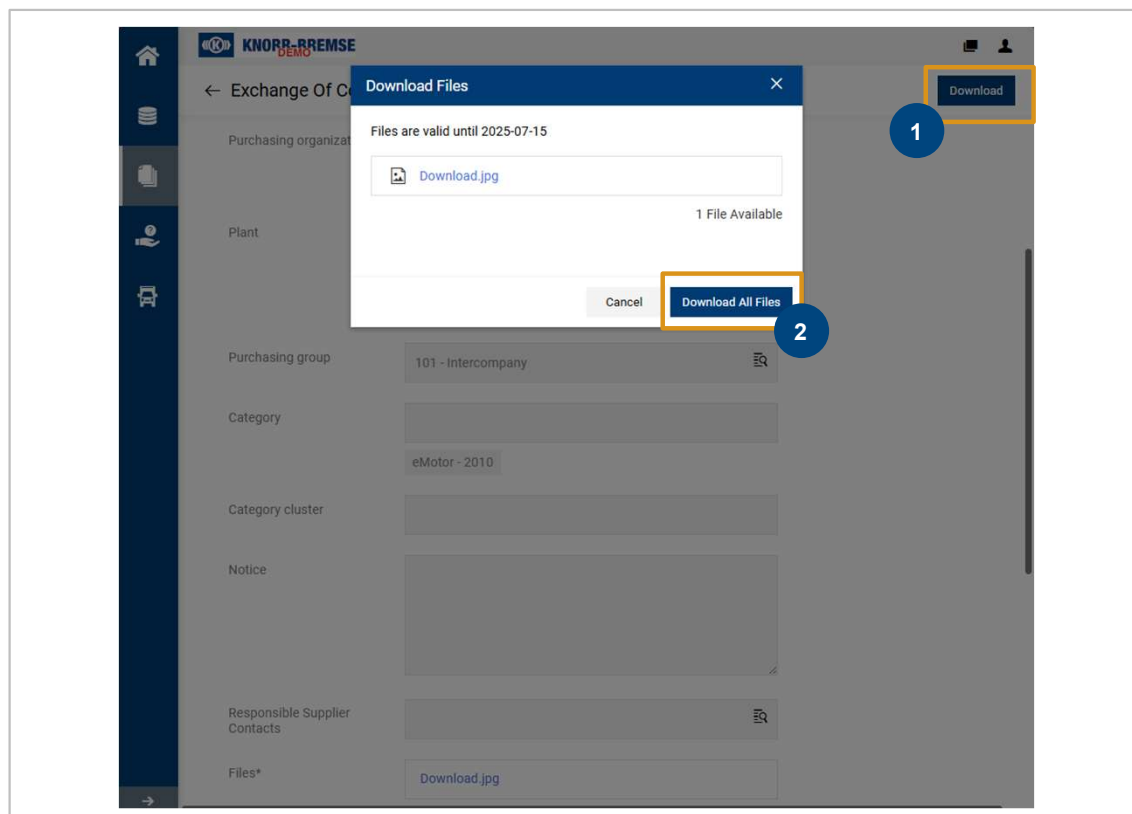 KNORR-BREMSE
DEMO
← Exchange Of C
Download
1
Download Files
Files are valid until 2025-07-15
Download.jpg
1 File Available
Cancel
Download All Files
2
Purchasing organizat
Plant
Purchasing group
101 - Intercompany
Category
eMotor - 2010
Category cluster
Notice
Responsible Supplier
Contacts
Files*
Download.jpg